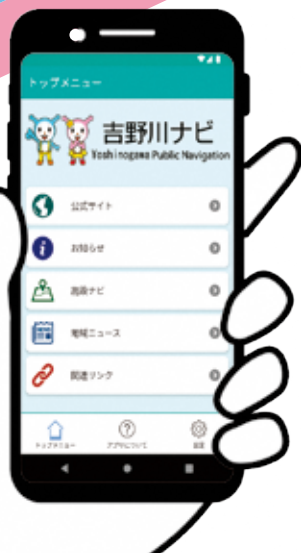 トップメニュー
吉野川ナビ
Yoshinogawa Public Navigation
公式サイト
お知らせ
施設ナビ
地域ニュース
関連リンク
トップメニュー
アプリについて
設定